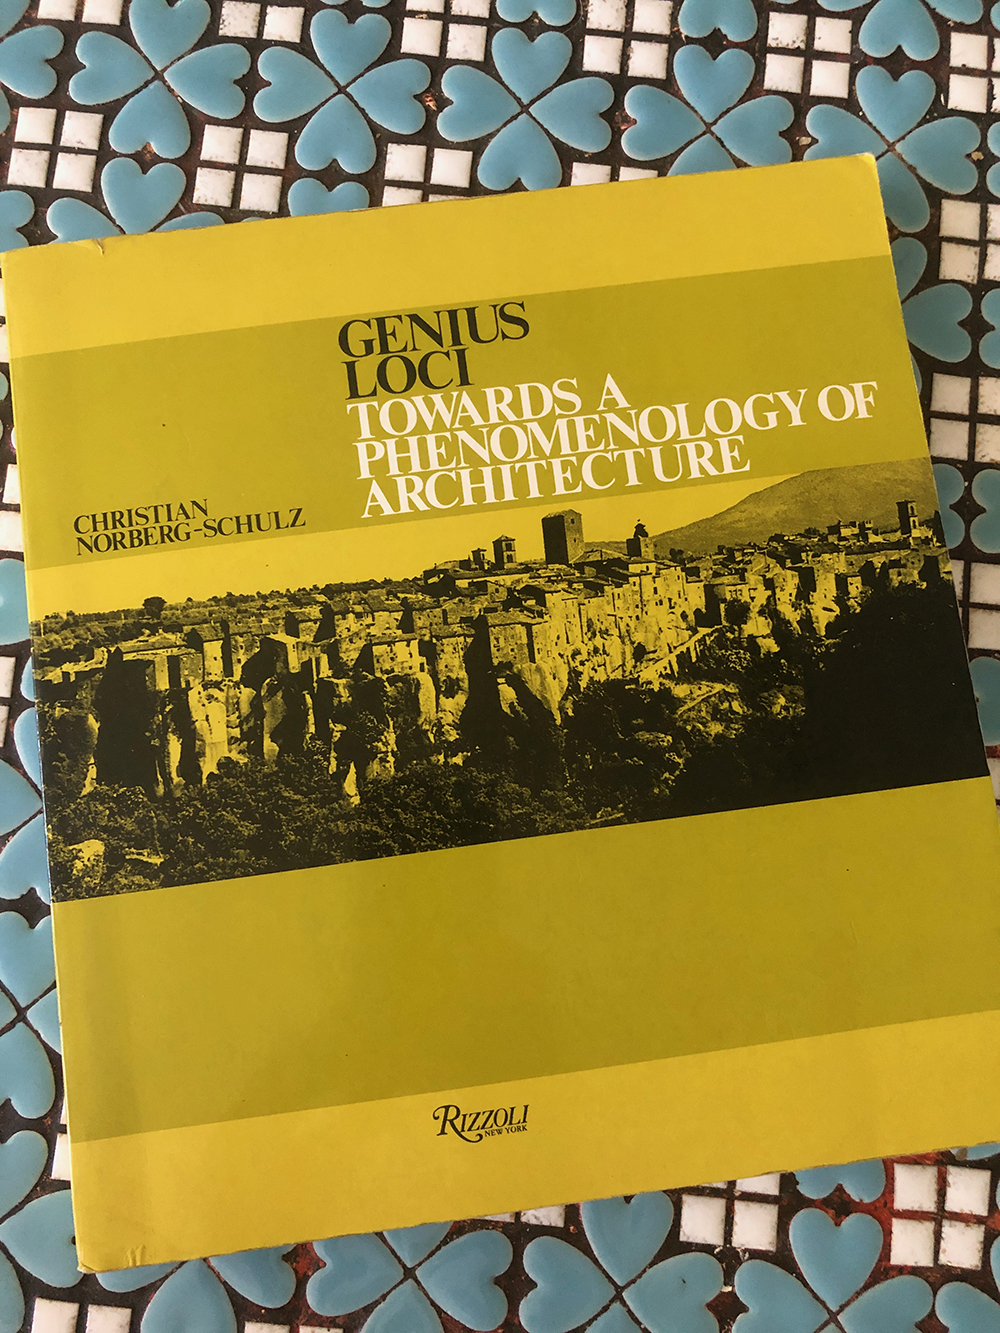 GENIUS
LOCI
TOWARDS A
PHENOMENOLOGY OF
ARCHITECTURE
CHRISTIAN
NORBERG-SCHULZ
RIZZOLI
NEW YORK